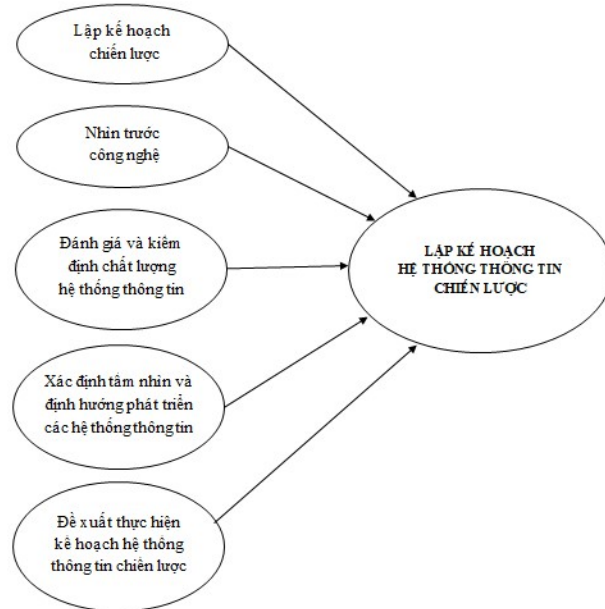 Lập kế hoạch
chiến lược
Nhìn trước
công nghệ
Đánh giá và kiểm
định chất lượng
hệ thống thông tin
LẬP KẾ HOẠCH
HỆ THỐNG THÔNG TIN
CHIẾN LƯỢC
Xác định tầm nhìn và
định hướng phát triển
các hệ thống thông tin
Đề xuất thực hiện
kế hoạch hệ thống
thông tin chiến lược